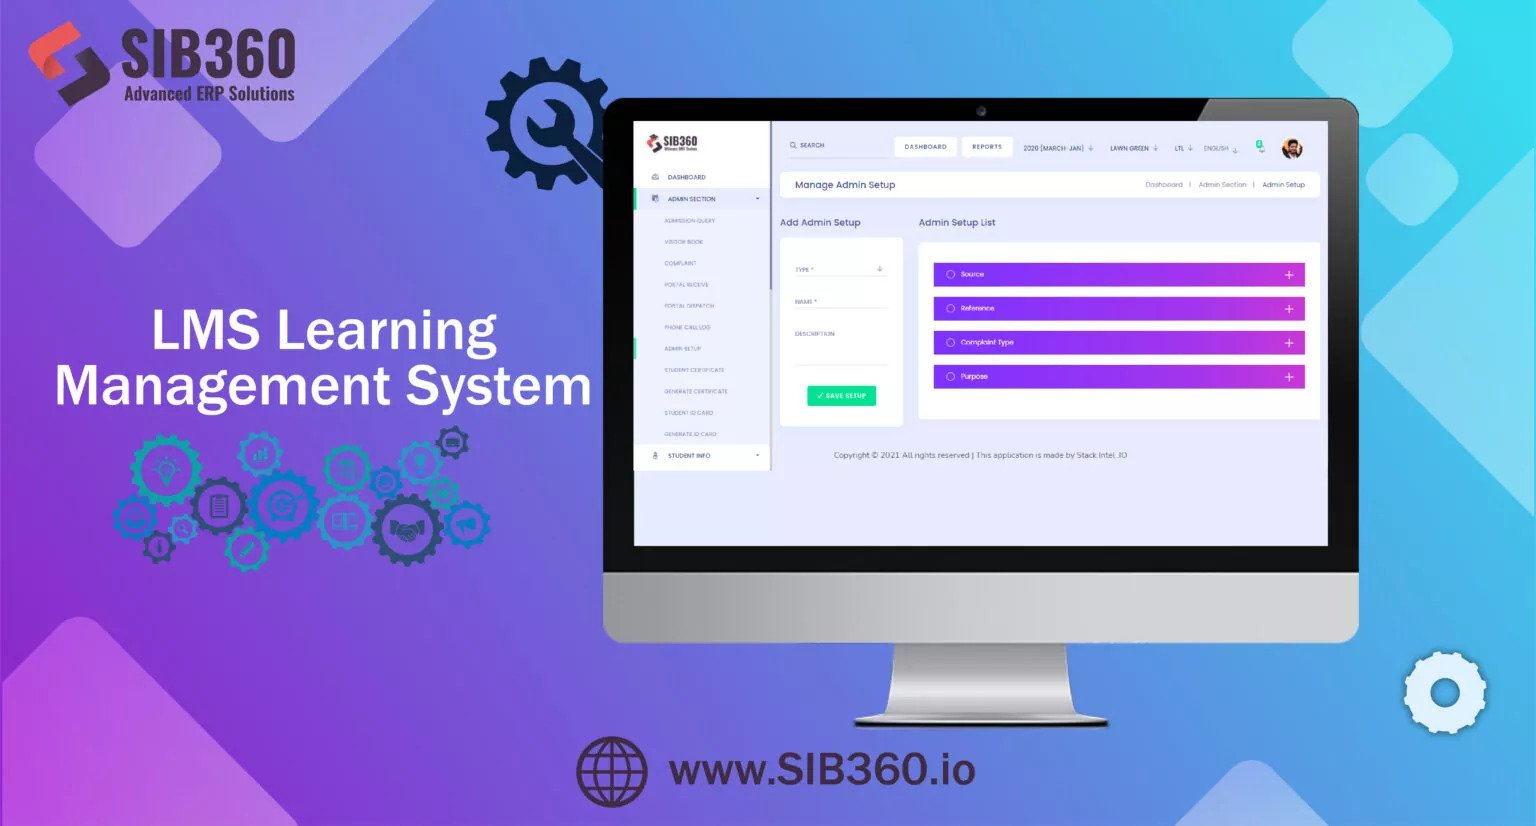 SIB360
Advanced ERP Solutions
LMS Learning
Management System
SIB360
SEARCH
DASHBOARD
REPORTS
2020 [MARCH-JAN]
LAWN GREEN
LTL
ENGLISH
DASHBOARD
ADMIN SECTION
ADMISSION QUERY
VISITOR BOOK
COMPLAINT
POSTAL RECEIVE
POSTAL DISPATCH
PHONE CALL LOG
ADMIN SETUP
STUDENT CERTIFICATE
GENERATE CERTIFICATE
STUDENT ID CARD
GENERATE ID CARD
STUDENT INFO
Manage Admin Setup
Dashboard | Admin Section | Admin Setup
Add Admin Setup
TYPE *
NAME *
DESCRIPTION
SAVE SETUP
Admin Setup List
Source
Reference
Complaint Type
Purpose
Copyright © 2021 All rights reserved | This application is made by Stack Intel .IO
www.SIB360.io